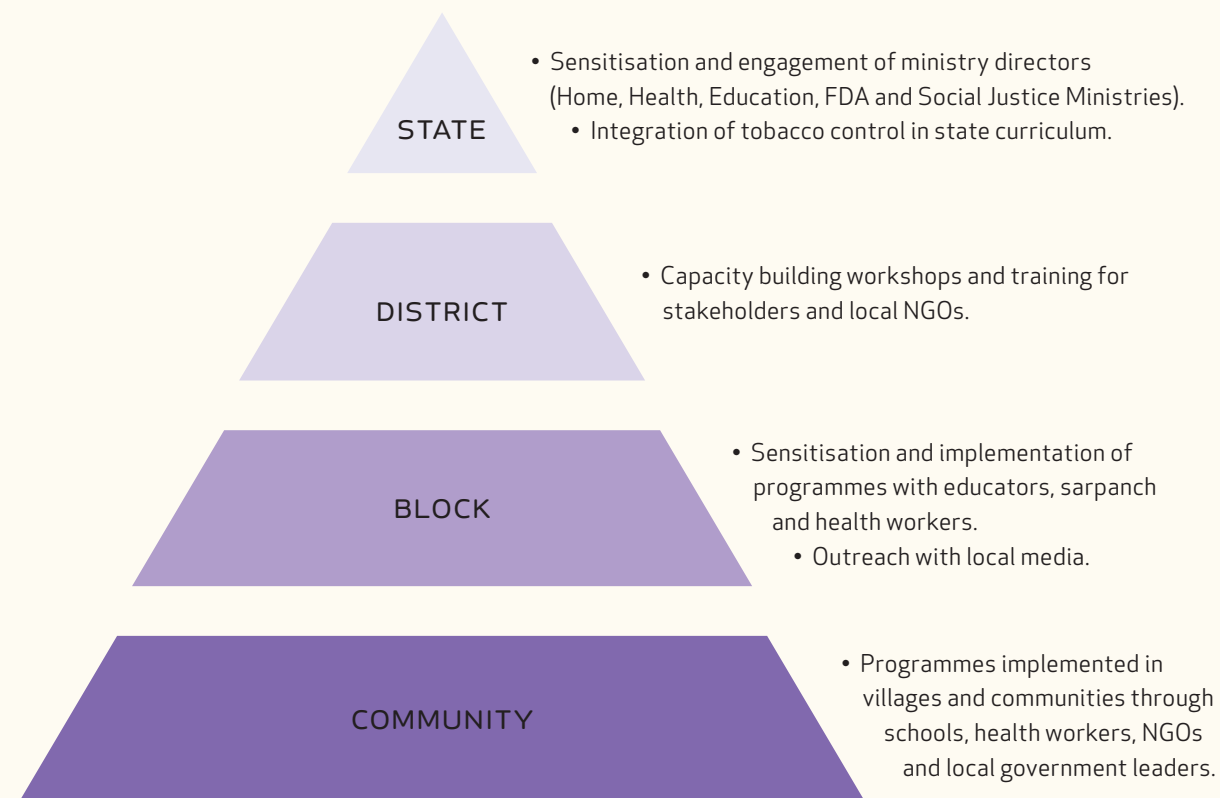 STATE
• Sensitisation and engagement of ministry directors
(Home, Health, Education, FDA and Social Justice Ministries).
• Integration of tobacco control in state curriculum.
DISTRICT
• Capacity building workshops and training for
stakeholders and local NGOs.
BLOCK
• Sensitisation and implementation of
programmes with educators, sarpanch
and health workers.
• Outreach with local media.
COMMUNITY
• Programmes implemented in
villages and communities through
schools, health workers, NGOs
and local government leaders.